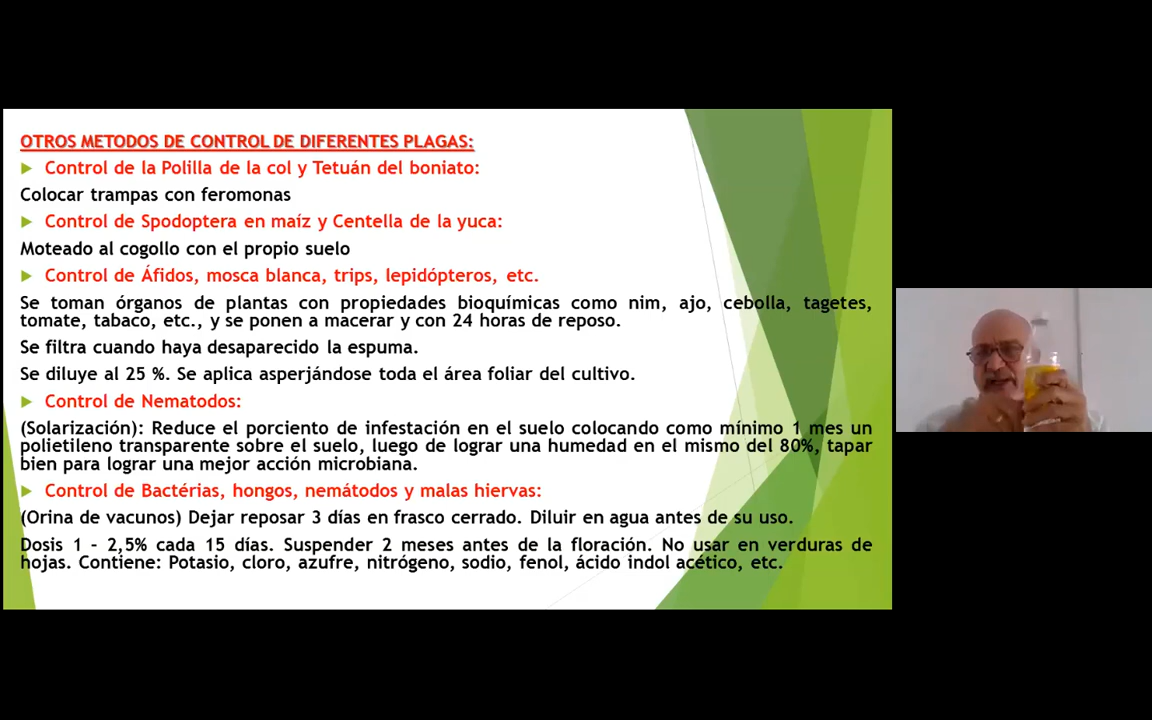 OTROS METODOS DE CONTROL DE DIFERENTES PLAGAS:
Control de la Polilla de la col y Tetuán del boniato:
Colocar trampas con feromonas
Control de Spodoptera en maíz y Centella de la yuca:
Moteado al cogollo con el propio suelo
Control de Áfidos, mosca blanca, trips, lepidópteros, etc.
Se toman órganos de plantas con propiedades bioquímicas como nim, ajo, cebolla, tagetes,
tomate, tabaco, etc., y se ponen a macerar y con 24 horas de reposo.
Se filtra cuando haya desaparecido la espuma.
Se diluye al 25 %. Se aplica asperjándose toda el área foliar del cultivo.
Control de Nematodos:
(Solarización): Reduce el porciento de infestación en el suelo colocando como mínimo 1 mes un
polietileno transparente sobre el suelo, luego de lograr una humedad en el mismo del 80%, tapar
bien para lograr una mejor acción microbiana.
Control de Bactérias, hongos, nemátodos y malas hiervas:
(Orina de vacunos) Dejar reposar 3 días en frasco cerrado. Diluir en agua antes de su uso.
Dosis 1 – 2,5% cada 15 días. Suspender 2 meses antes de la floración. No usar en verduras de
hojas. Contiene: Potasio, cloro, azufre, nitrógeno, sodio, fenol, ácido indol acético, etc.